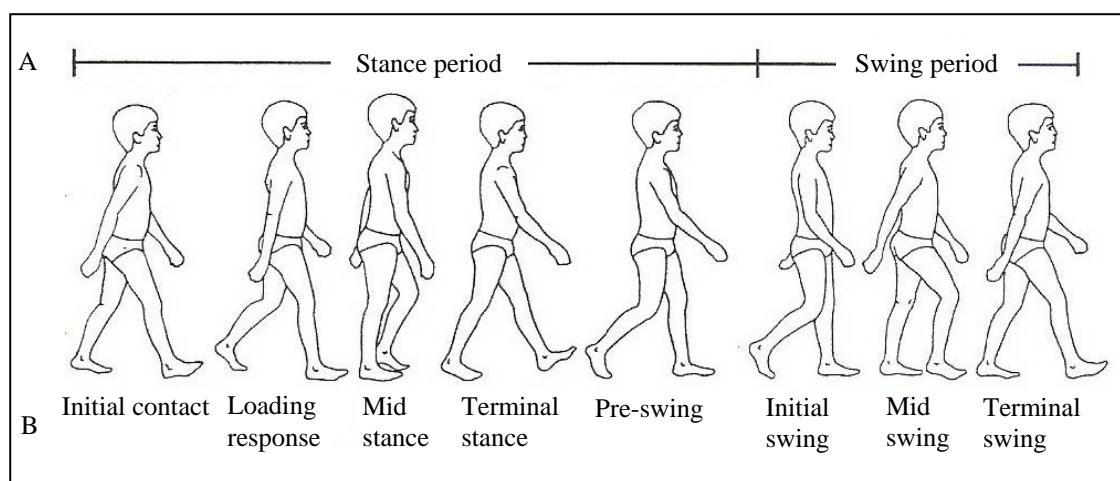 A
Stance period
Swing period
Initial contact
Loading
response
Mid
stance
Terminal
stance
Pre-swing
Initial
swing
Mid
swing
Terminal
swing
B